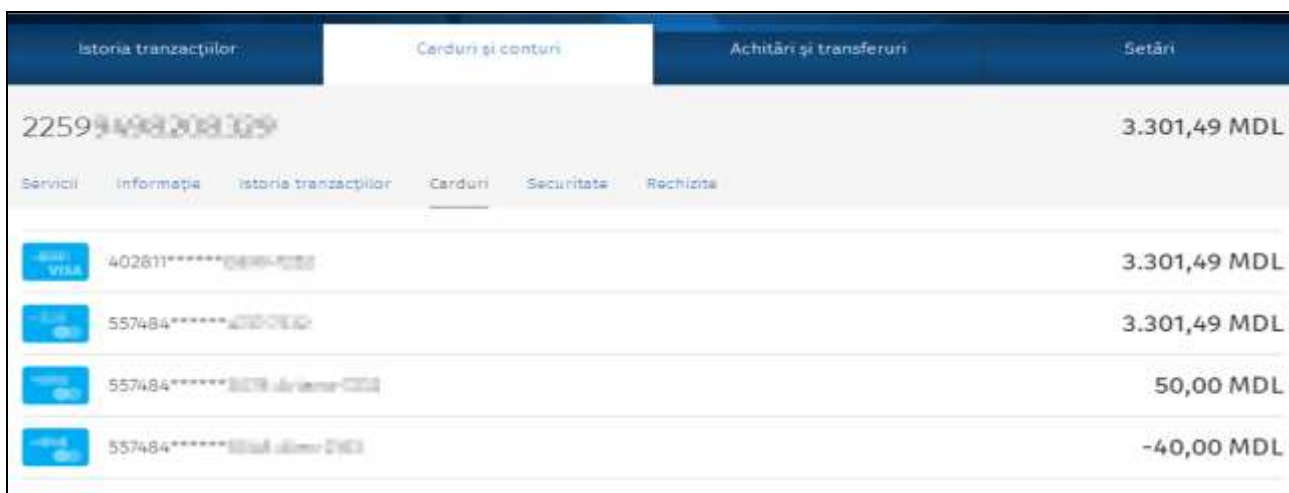 Istoria tranzacțiilor Carduri și conturi Achitări și transferuri Setări
2259 3.301,49 MDL
Servicii Informație Istoria tranzacțiilor Carduri Securitate Rechizite
VISA 402811****** 3.301,49 MDL
557484****** 3.301,49 MDL
557484****** 50,00 MDL
557484****** -40,00 MDL